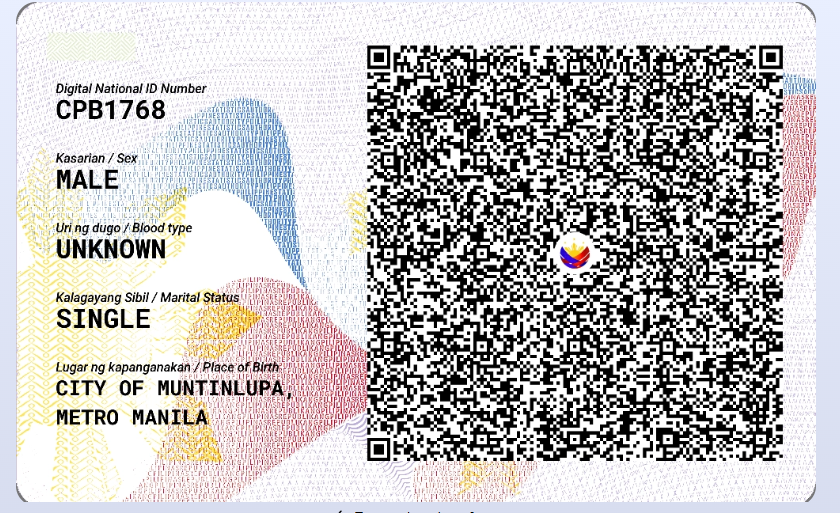 Digital National ID Number
CPB1768
Kasarian / Sex
MALE
Uri ng dugo / Blood type
UNKNOWN
Kalagayang Sibil / Marital Status
SINGLE
Lugar ng kapanganakan / Place of Birth
CITY OF MUNTINLUPA,
METRO MANILA